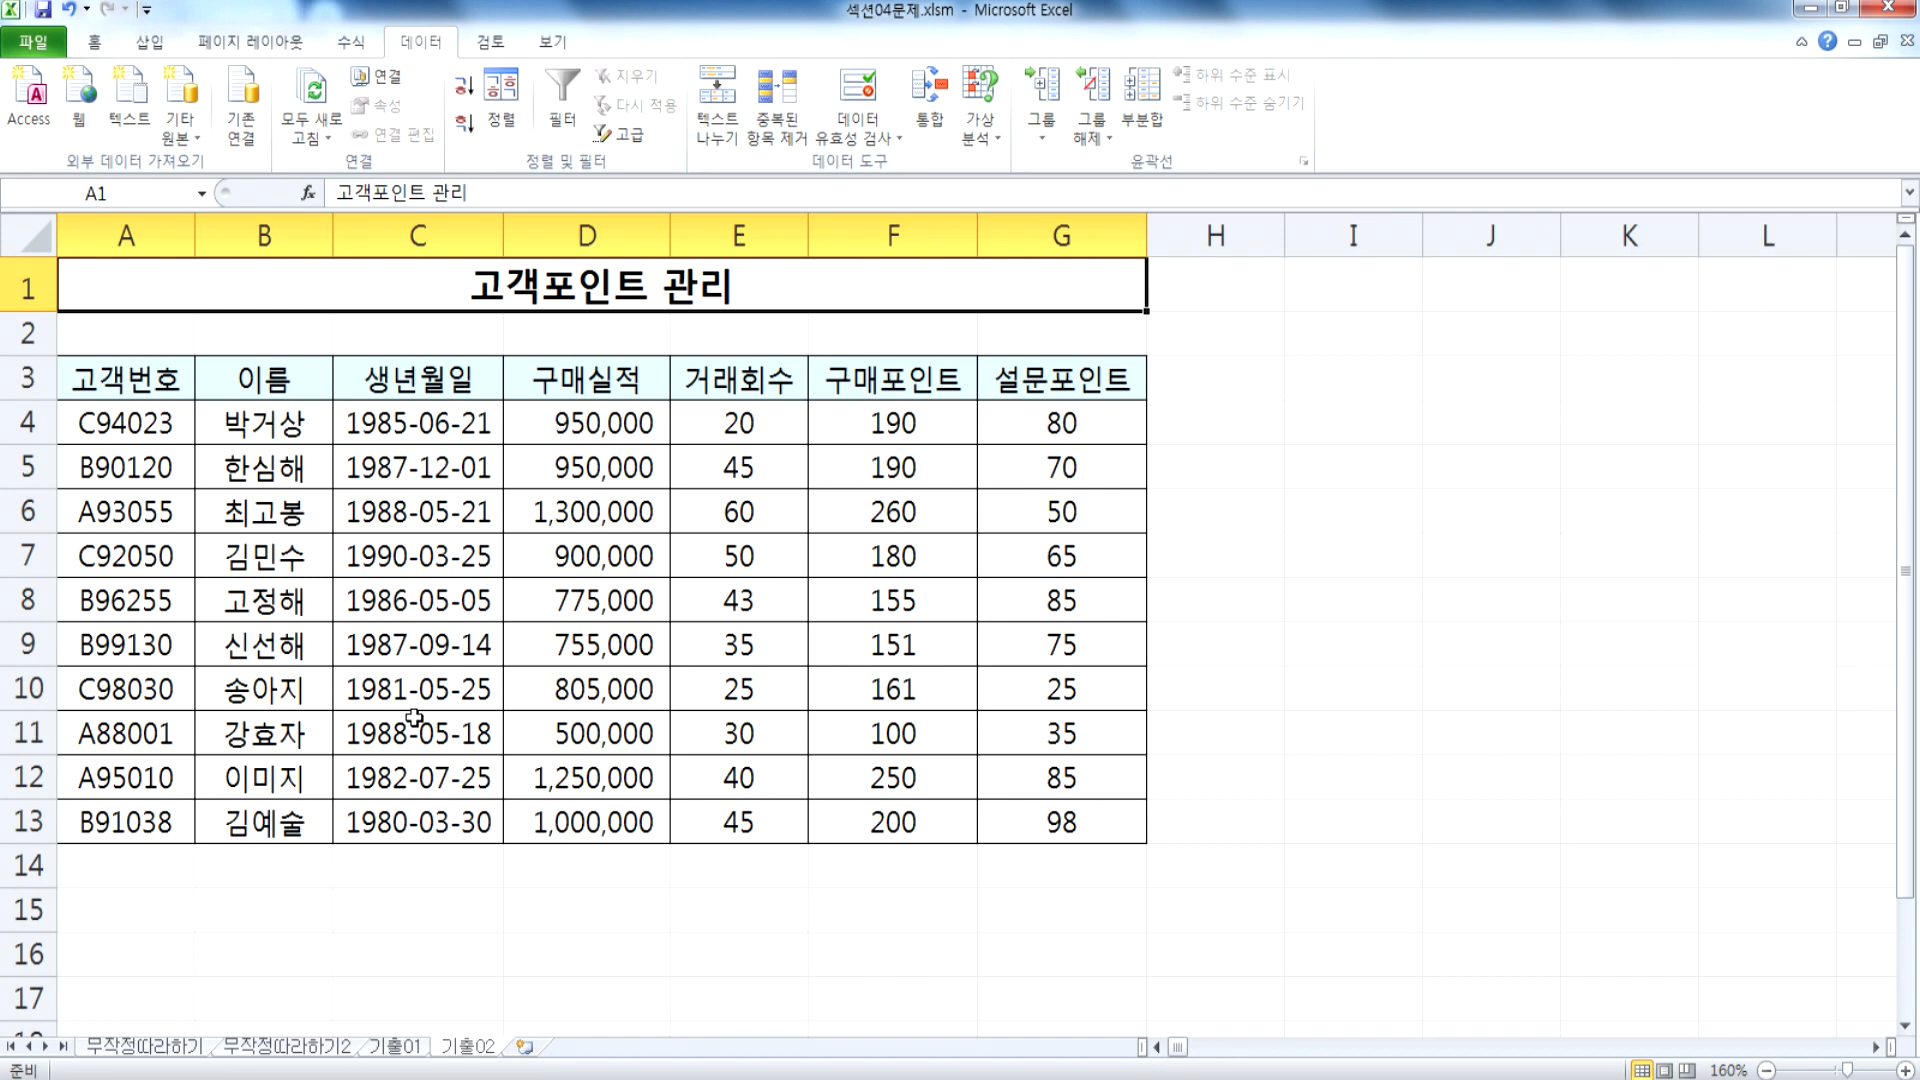 섹션04문제.xlsm - Microsoft Excel
파일 홈 삽입 페이지 레이아웃 수식 데이터 검토 보기
Access 웹 텍스트 기타 원본 기존 연결 모두 새로 고침 연결 속성 연결 편집 정렬 필터 지우기 다시 적용 고급 텍스트 나누기 중복된 항목 제거 데이터 유효성 검사 통합 가상 분석 그룹 그룹 해제 부분합 하위 수준 표시 하위 수준 숨기기
외부 데이터 가져오기 연결 정렬 및 필터 데이터 도구 윤곽선
A1 fx 고객포인트 관리
A B C D E F G H I J K L
1 고객포인트 관리
2
3 고객번호 이름 생년월일 구매실적 거래회수 구매포인트 설문포인트
4 C94023 박거상 1985-06-21 950,000 20 190 80
5 B90120 한심해 1987-12-01 950,000 45 190 70
6 A93055 최고봉 1988-05-21 1,300,000 60 260 50
7 C92050 김민수 1990-03-25 900,000 50 180 65
8 B96255 고정해 1986-05-05 775,000 43 155 85
9 B99130 신선해 1987-09-14 755,000 35 151 75
10 C98030 송아지 1981-05-25 805,000 25 161 25
11 A88001 강효자 1988-05-18 500,000 30 100 35
12 A95010 이미지 1982-07-25 1,250,000 40 250 85
13 B91038 김예술 1980-03-30 1,000,000 45 200 98
14
15
16
17
무작정따라하기 무작정따라하기2 기출01 기출02
준비 160%